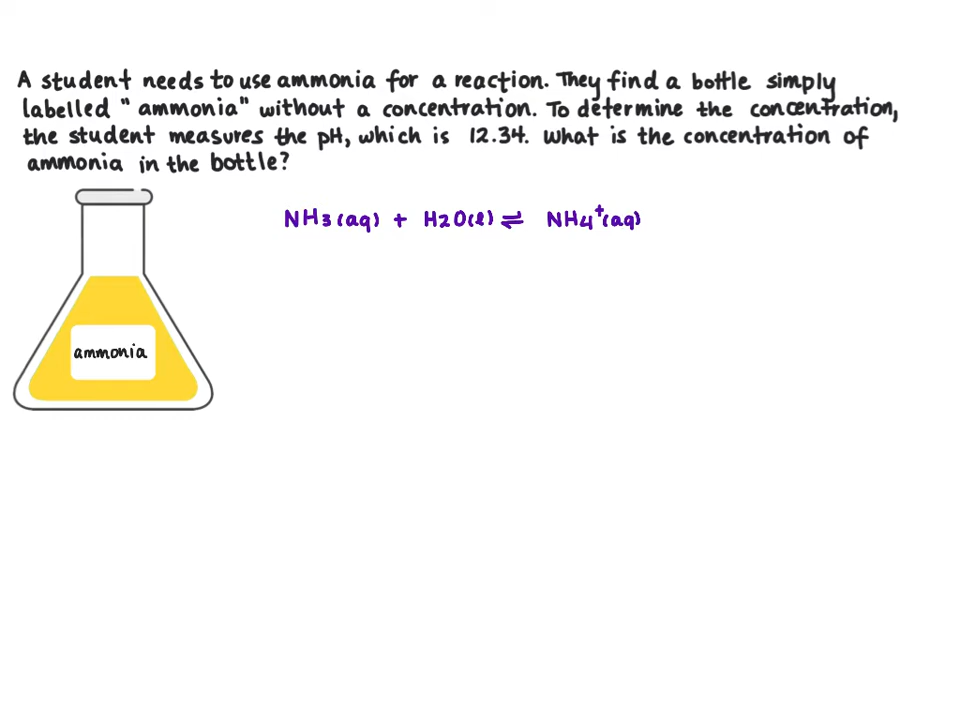 A student needs to use ammonia for a reaction. They find a bottle simply
labelled "ammonia" without a concentration. To determine the concentration,
the student measures the pH, which is 12.34. What is the concentration of
ammonia in the bottle?
NH3(aq) + H2O(l) ⇌ NH4+(aq)
ammonia